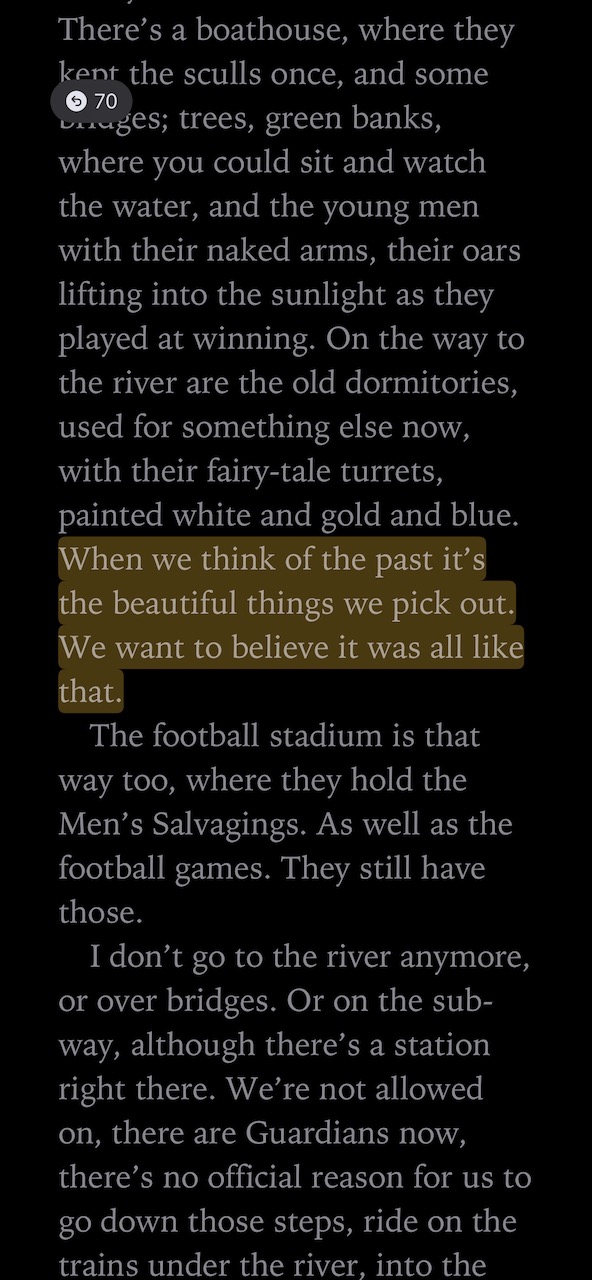 There’s a boathouse, where they
kept the sculls once, and some
70
bridges; trees, green banks,
where you could sit and watch
the water, and the young men
with their naked arms, their oars
lifting into the sunlight as they
played at winning. On the way to
the river are the old dormitories,
used for something else now,
with their fairy-tale turrets,
painted white and gold and blue.
When we think of the past it’s
the beautiful things we pick out.
We want to believe it was all like
that.
The football stadium is that
way too, where they hold the
Men’s Salvagings. As well as the
football games. They still have
those.
I don’t go to the river anymore,
or over bridges. Or on the sub-
way, although there’s a station
right there. We’re not allowed
on, there are Guardians now,
there’s no official reason for us to
go down those steps, ride on the
trains under the river, into the